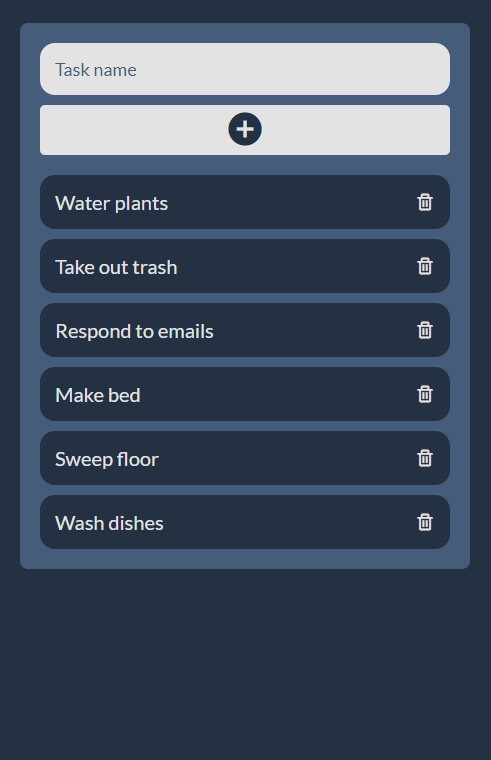 Task name
Water plants
Take out trash
Respond to emails
Make bed
Sweep floor
Wash dishes